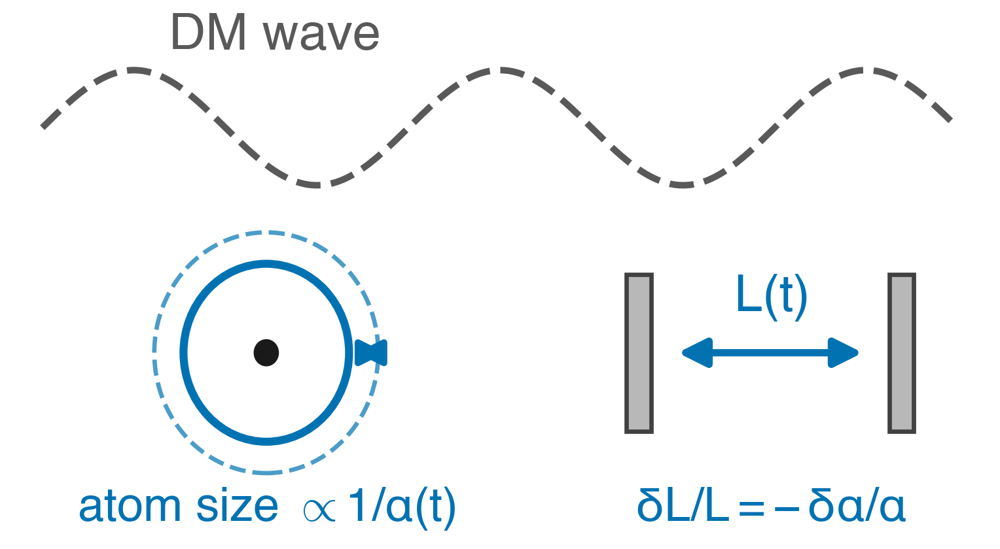 DM wave
L(t)
atom size ∝ 1/α(t)
δL/L = − δα/α